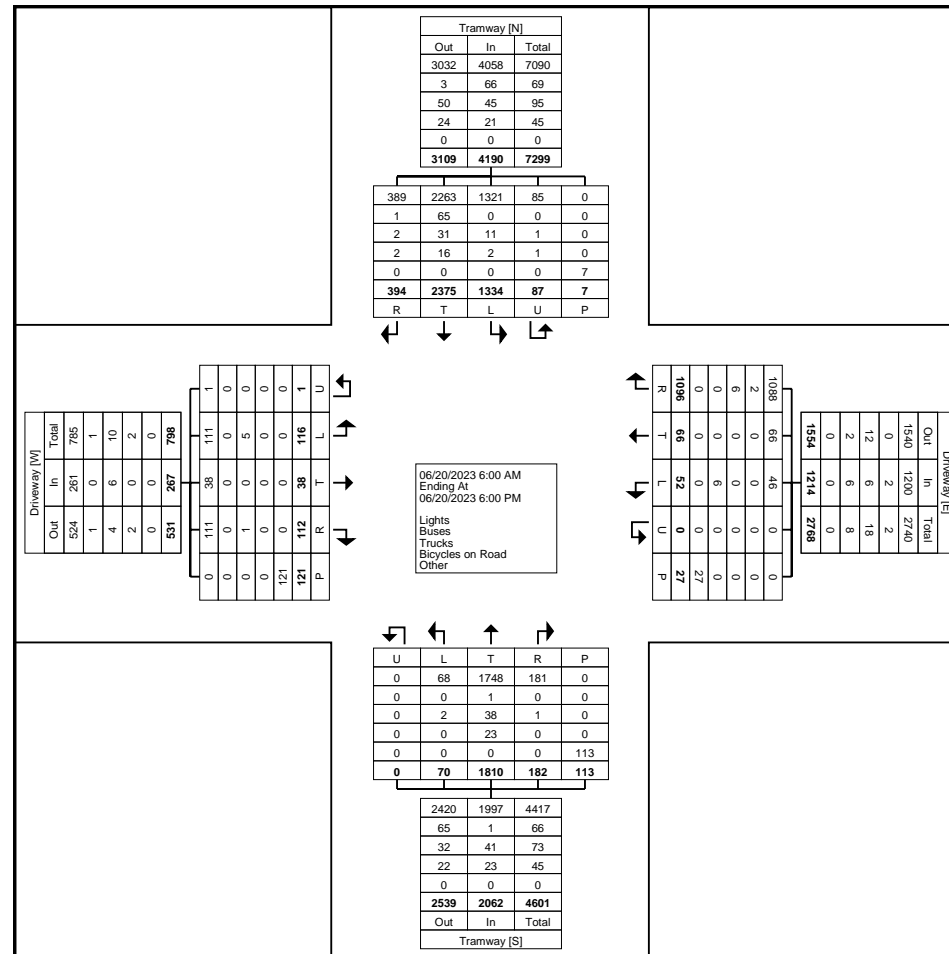 Tramway [N]
Out In Total
3032 4058 7090
3 66 69
50 45 95
24 21 45
0 0 0
3109 4190 7299
389 2263 1321 85 0
1 65 0 0 0
2 31 11 1 0
2 16 2 1 0
0 0 0 0 7
394 2375 1334 87 7
R T L U P
Driveway [W]
Total 785 1 10 2 0 798
In 261 0 6 0 0 267
Out 524 1 4 2 0 531
1 0 0 0 0 1 U
111 0 5 0 0 116 L
38 0 0 0 0 38 T
111 0 1 0 0 112 R
0 0 0 0 121 121 P
06/20/2023 6:00 AM
Ending At
06/20/2023 6:00 PM
Lights
Buses
Trucks
Bicycles on Road
Other
R 1096 0 0 6 2 1088
T 66 0 0 0 0 66
L 52 0 6 0 0 46
U 0 0 0 0 0 0
P 27 27 0 0 0 0
1554 0 2 12 0 1540 Out
1214 0 6 6 2 1200 In
2768 0 8 18 2 2740 Total
Driveway [E]
U L T R P
0 68 1748 181 0
0 0 1 0 0
0 2 38 1 0
0 0 23 0 0
0 0 0 0 113
0 70 1810 182 113
2420 1997 4417
65 1 66
32 41 73
22 23 45
0 0 0
2539 2062 4601
Out In Total
Tramway [S]